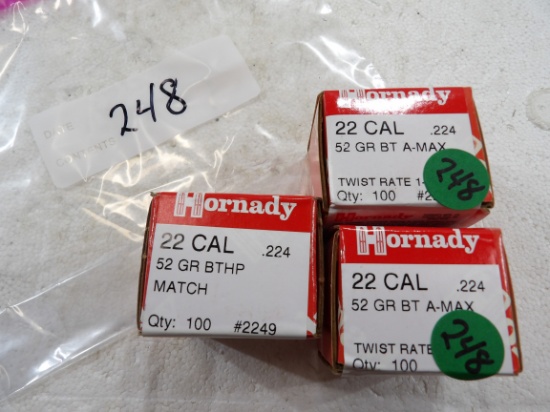 248
Hornady
22 CAL .224
52 GR BT A-MAX
TWIST RATE 1-
Qty: 100 #2
248
Hornady
22 CAL .224
52 GR BTHP
MATCH
Qty: 100 #2249
Hornady
22 CAL .224
52 GR BT A-MAX
TWIST RATE
Qty: 100
248